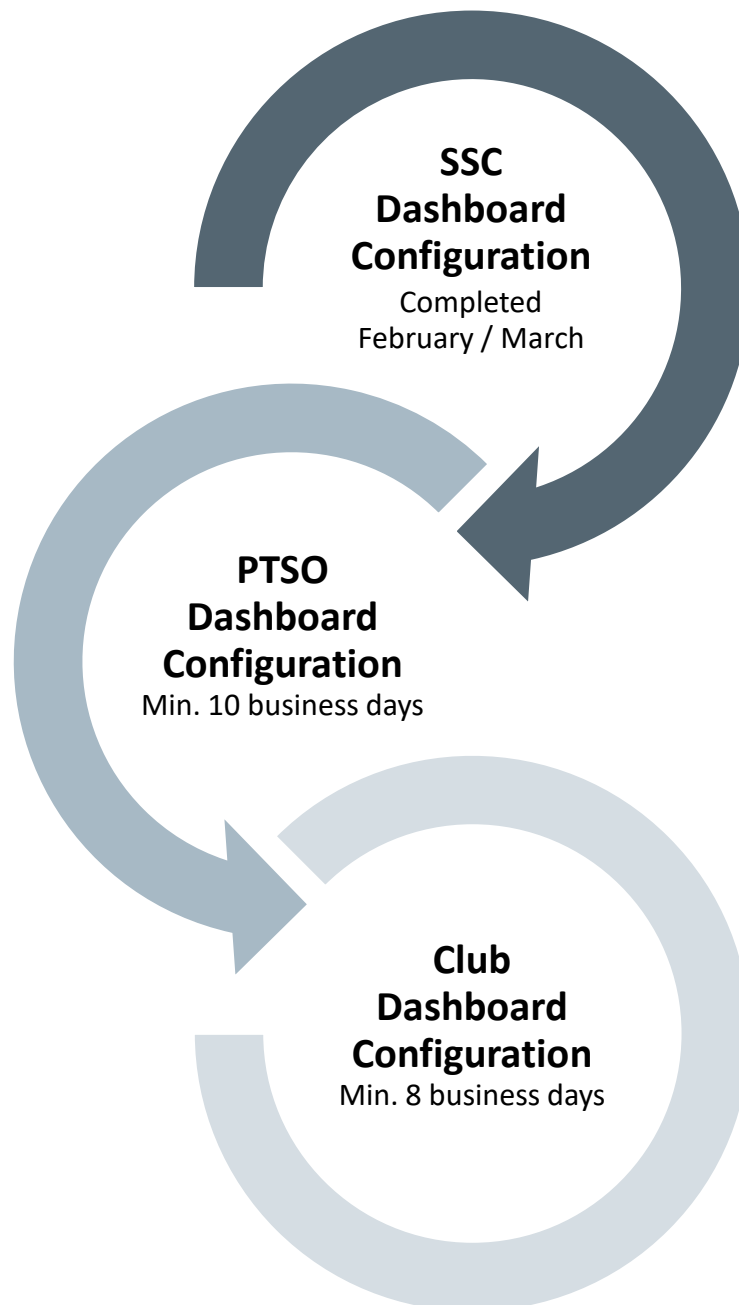 SSC
Dashboard
Configuration
Completed
February / March
PTSO
Dashboard
Configuration
Min. 10 business days
Club
Dashboard
Configuration
Min. 8 business days